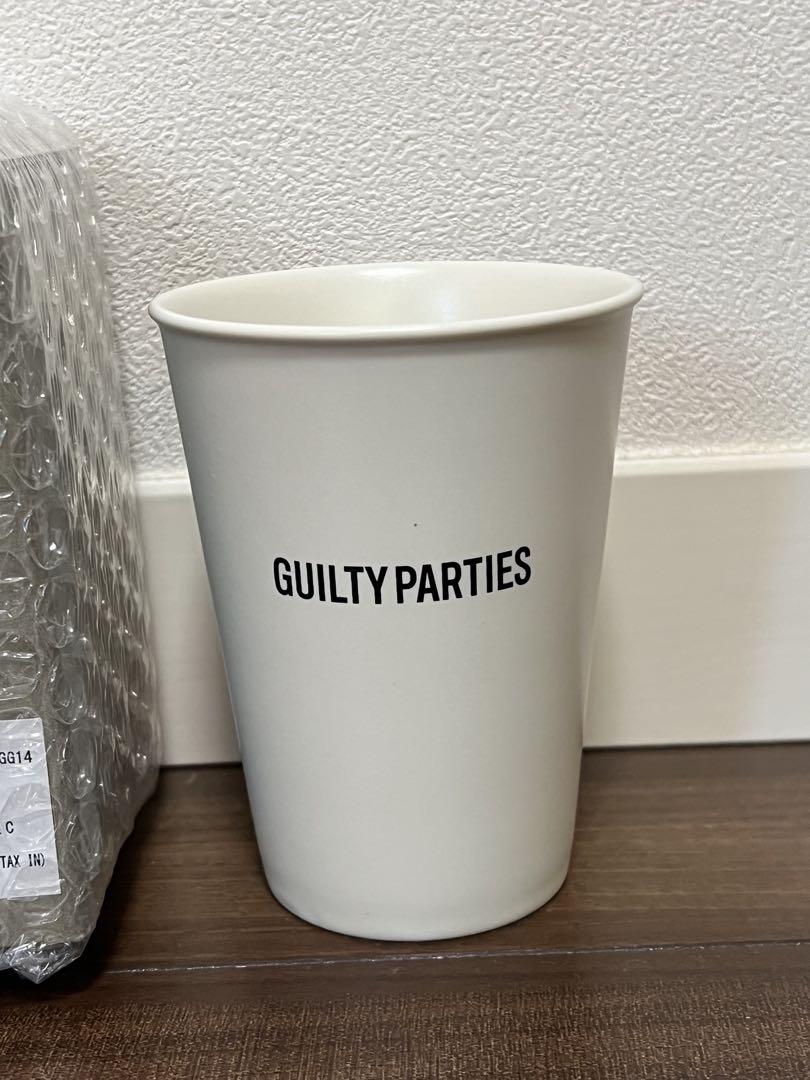 GUILTY PARTIES
GG14
C
TAX IN)